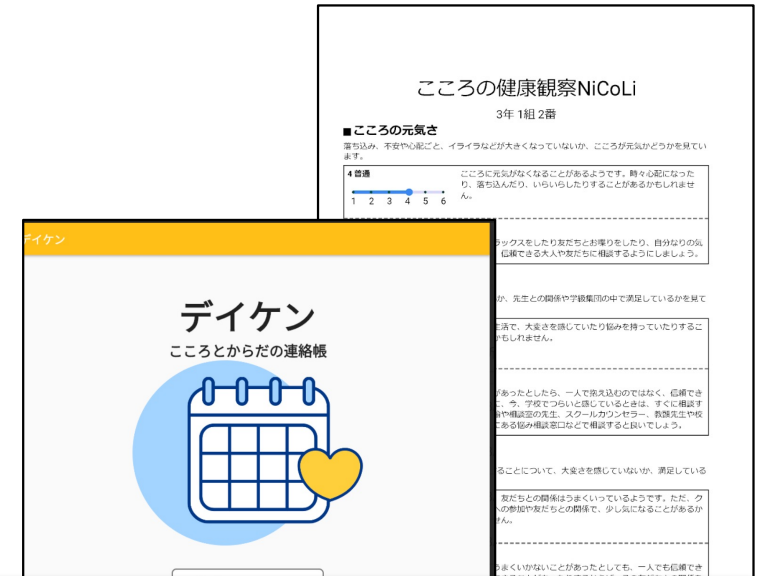 こころの健康観察NiCoLi
3年 1組 2番
■こころの元気さ
落ち込み、不安や心配ごと、イライラなどが大きくなっていないか、こころが元気かどうかを見てい
ます。
4 普通
1 2 3 4 5 6
こころに元気がなくなることがあるようです。時々心配になった
り、落ち込んだり、いらいらしたりすることがあるかもしれませ
ん。
ラックスをしたり友だちとお喋りをしたり、自分なりの気
信頼できる大人や友だちに相談するようにしましょう。
か、先生との関係や学級集団の中で満足しているかを見て
生活で、大変さを感じていたり悩みを持っていたりするこ
かもしれません。
があったとしたら、一人で抱え込むのではなく、信頼でき
に、今、学校でつらいと感じているときは、すぐに相談す
や相談室の先生、スクールカウンセラー、教頭先生や校
にある悩み相談窓口などで相談すると良いでしょう。
ることについて、大変さを感じていないか、満足している
友だちとの関係はうまくいっているようです。ただ、ク
への参加や友だちとの関係で、少し気になることがあるか
せん。
うまくいかないことがあったとしても、一人でも信頼でき
デイケン
デイケン
こころとからだの連絡帳